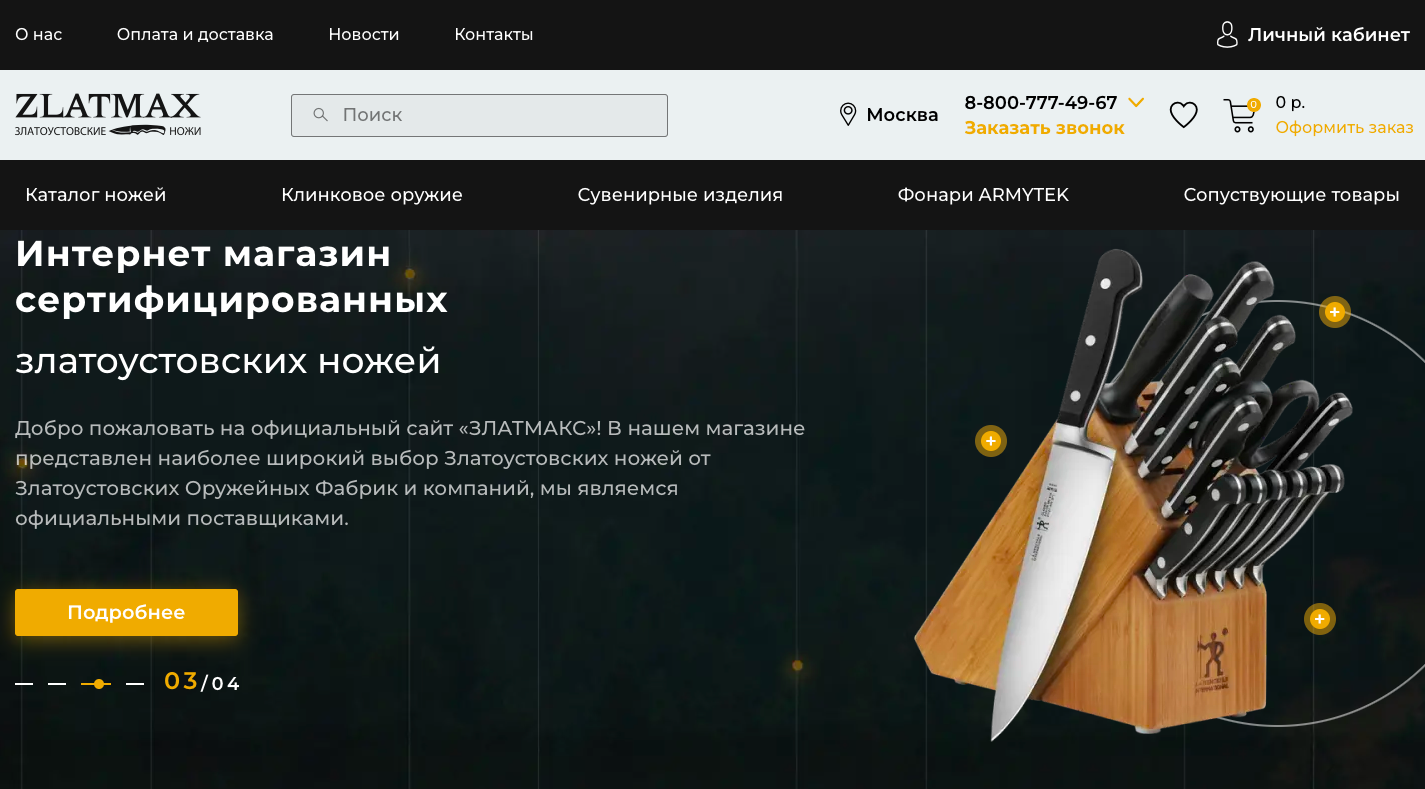 О нас
Оплата и доставка
Новости
Контакты
Личный кабинет
ZLATMAX
ЗЛАТОУСТОВСКИЕ НОЖИ
Поиск
Москва
8-800-777-49-67
Заказать звонок
0
0 р.
Оформить заказ
Каталог ножей
Клинковое оружие
Сувенирные изделия
Фонари ARMYTEK
Сопуствующие товары
Интернет магазин
сертифицированных
златоустовских ножей
Добро пожаловать на официальный сайт «ЗЛАТМАКС»! В нашем магазине
представлен наиболее широкий выбор Златоустовских ножей от
Златоустовских Оружейных Фабрик и компаний, мы являемся
официальными поставщиками.
Подробнее
03/04